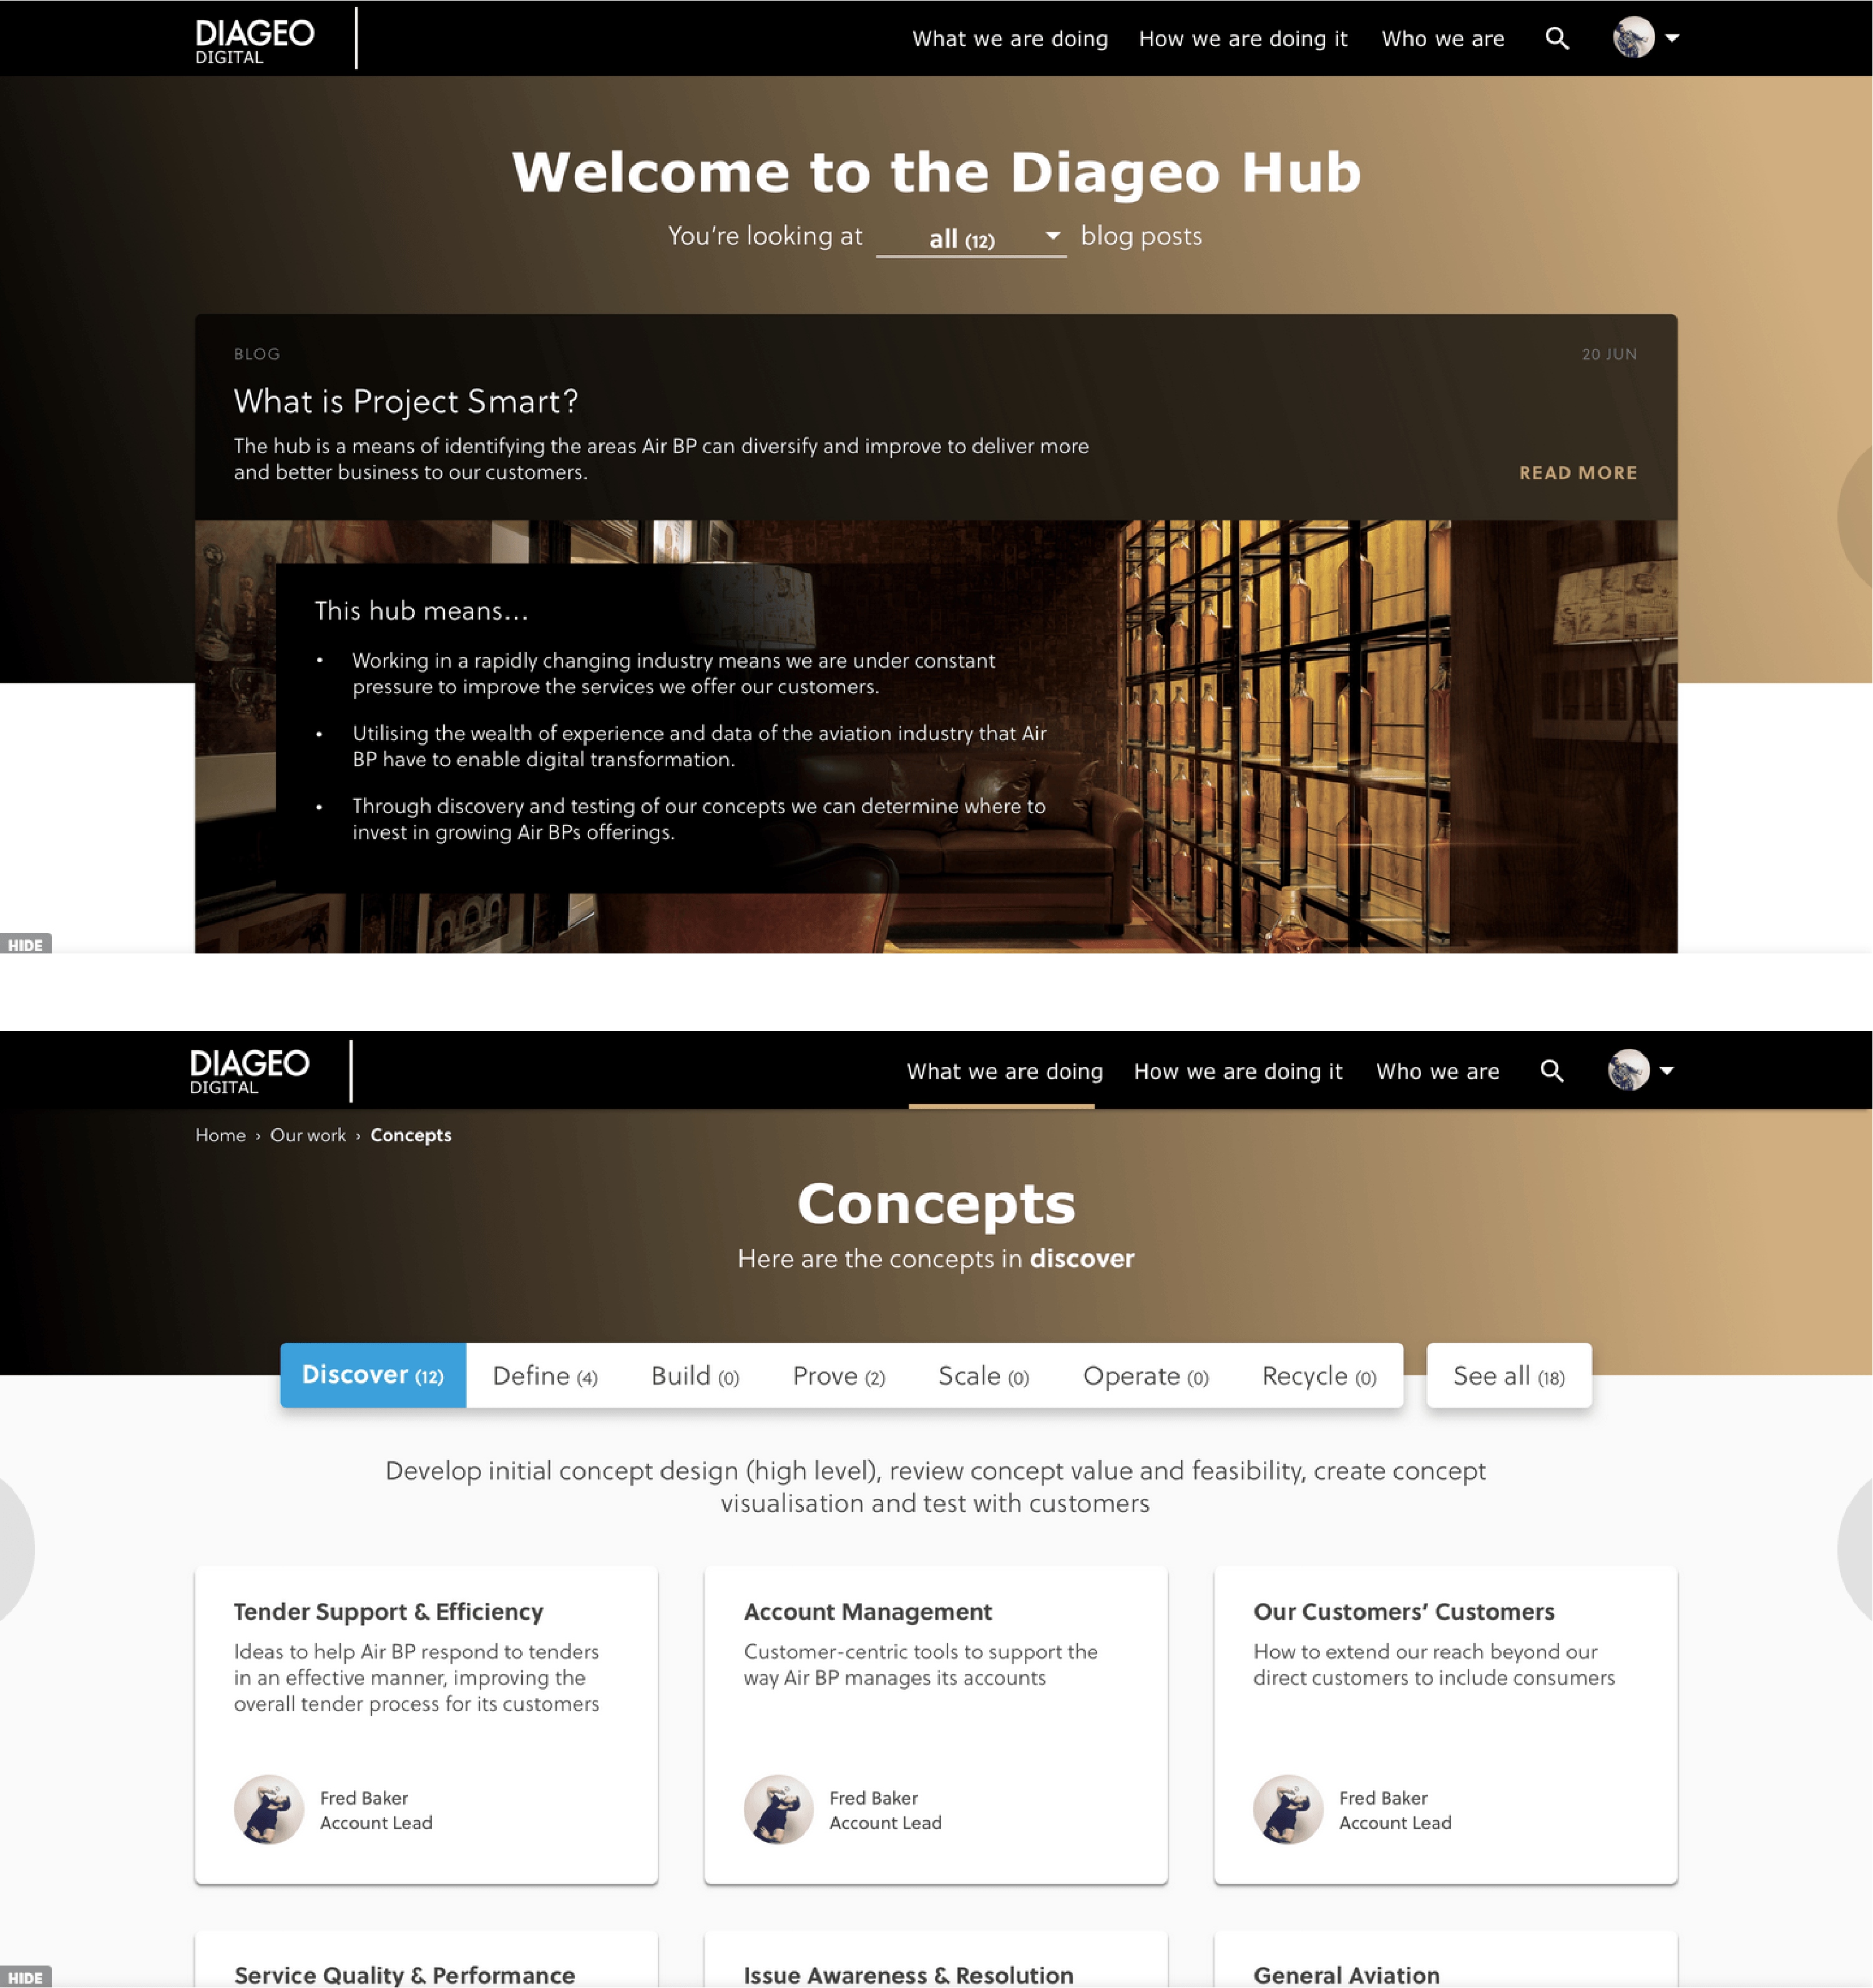 DIAGEO
DIGITAL
What we are doing How we are doing it Who we are
Welcome to the Diageo Hub
You're looking at all (12) blog posts
BLOG
20 JUN
What is Project Smart?
The hub is a means of identifying the areas Air BP can diversify and improve to deliver more
and better business to our customers.
READ MORE
This hub means...
• Working in a rapidly changing industry means we are under constant
pressure to improve the services we offer our customers.
• Utilising the wealth of experience and data of the aviation industry that Air
BP have to enable digital transformation.
• Through discovery and testing of our concepts we can determine where to
invest in growing Air BPs offerings.
HIDE
DIAGEO
DIGITAL
What we are doing How we are doing it Who we are
Home › Our work › Concepts
Concepts
Here are the concepts in discover
Discover (12) Define (4) Build (0) Prove (2) Scale (0) Operate (0) Recycle (0) See all (18)
Develop initial concept design (high level), review concept value and feasibility, create concept
visualisation and test with customers
Tender Support & Efficiency
Ideas to help Air BP respond to tenders
in an effective manner, improving the
overall tender process for its customers
Fred Baker
Account Lead
Account Management
Customer-centric tools to support the
way Air BP manages its accounts
Fred Baker
Account Lead
Our Customers' Customers
How to extend our reach beyond our
direct customers to include consumers
Fred Baker
Account Lead
Service Quality & Performance
Issue Awareness & Resolution
General Aviation
HIDE